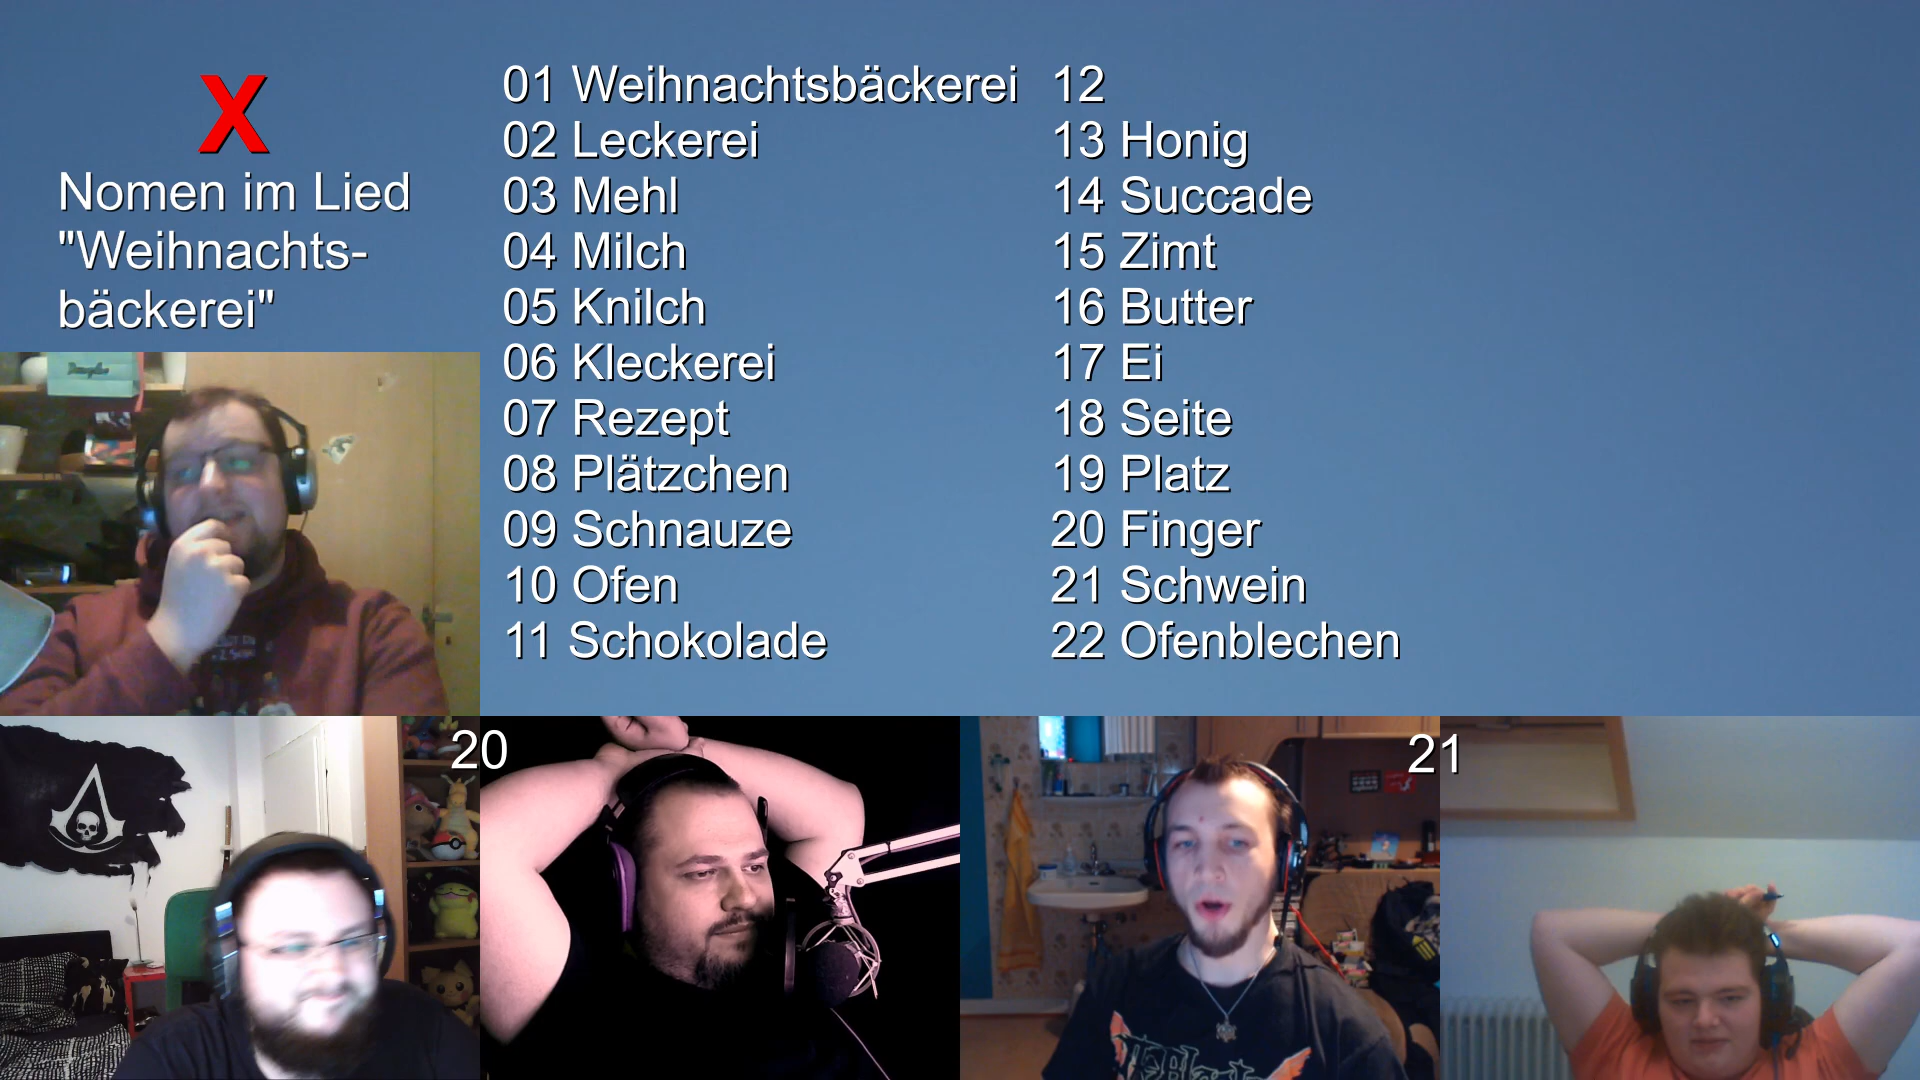 X
Nomen im Lied
"Weihnachts-
bäckerei"
01 Weihnachtsbäckerei
02 Leckerei
03 Mehl
04 Milch
05 Knilch
06 Kleckerei
07 Rezept
08 Plätzchen
09 Schnauze
10 Ofen
11 Schokolade
12
13 Honig
14 Succade
15 Zimt
16 Butter
17 Ei
18 Seite
19 Platz
20 Finger
21 Schwein
22 Ofenblechen
20
21